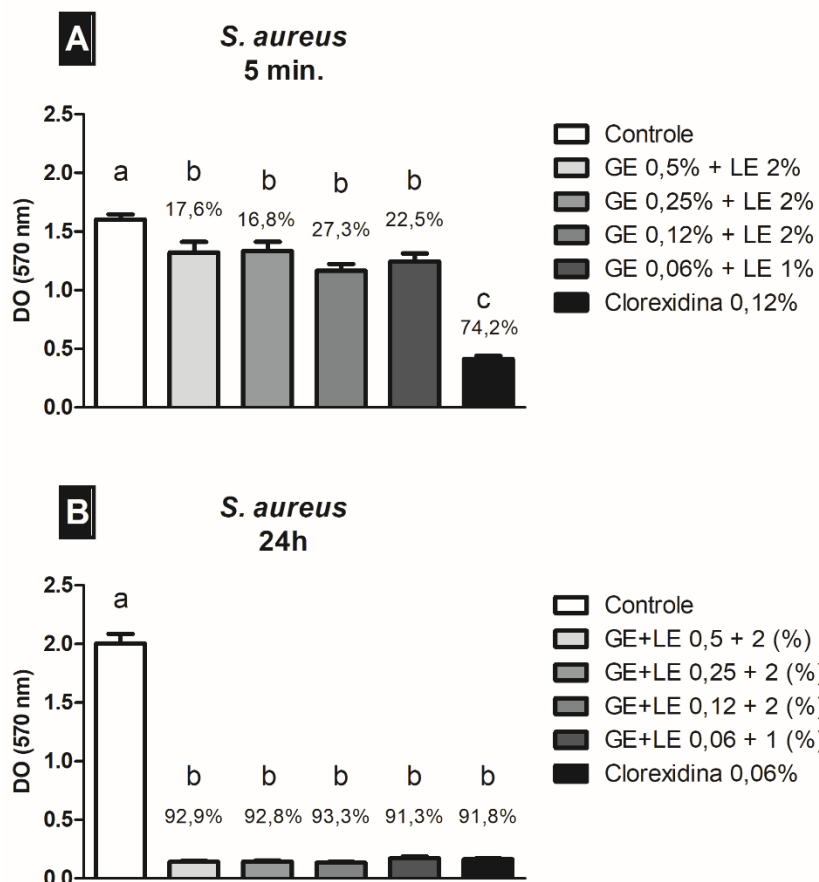 A
S. aureus
5 min.
DO (570 nm)
2.5
2.0
1.5
1.0
0.5
0.0
a
b
b
b
b
c
17,6%
16,8%
27,3%
22,5%
74,2%
Controle
GE 0,5% + LE 2%
GE 0,25% + LE 2%
GE 0,12% + LE 2%
GE 0,06% + LE 1%
Clorexidina 0,12%
B
S. aureus
24h
DO (570 nm)
2.5
2.0
1.5
1.0
0.5
0.0
a
b
b
b
b
b
92,9%
92,8%
93,3%
91,3%
91,8%
Controle
GE+LE 0,5 + 2 (%)
GE+LE 0,25 + 2 (%)
GE+LE 0,12 + 2 (%)
GE+LE 0,06 + 1 (%)
Clorexidina 0,06%